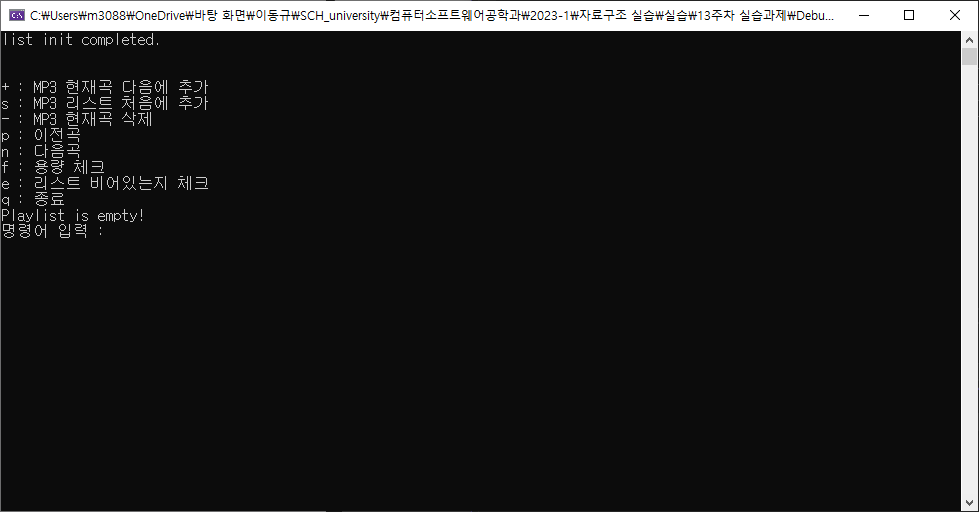 C:\Users\m3088\OneDrive\바탕 화면\이동규\SCH_university\컴퓨터소프트웨어공학과\2023-1\자료구조 실습\실습\13주차 실습과제\Debu...
list init completed.
+ : MP3 현재곡 다음에 추가
s : MP3 리스트 처음에 추가
- : MP3 현재곡 삭제
p : 이전곡
n : 다음곡
f : 용량 체크
e : 리스트 비어있는지 체크
q : 종료
Playlist is empty!
명령어 입력 :